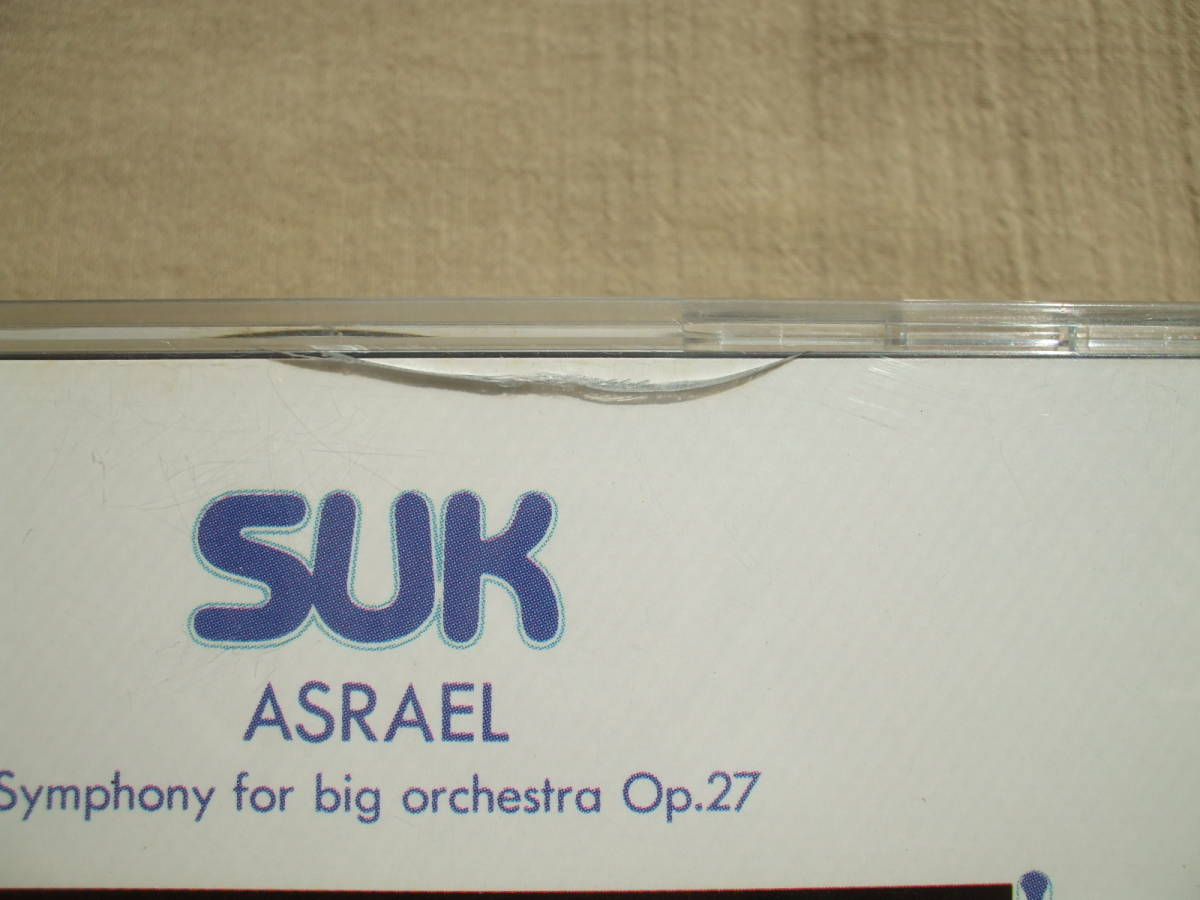 SUK
ASRAEL
Symphony for big orchestra Op.27